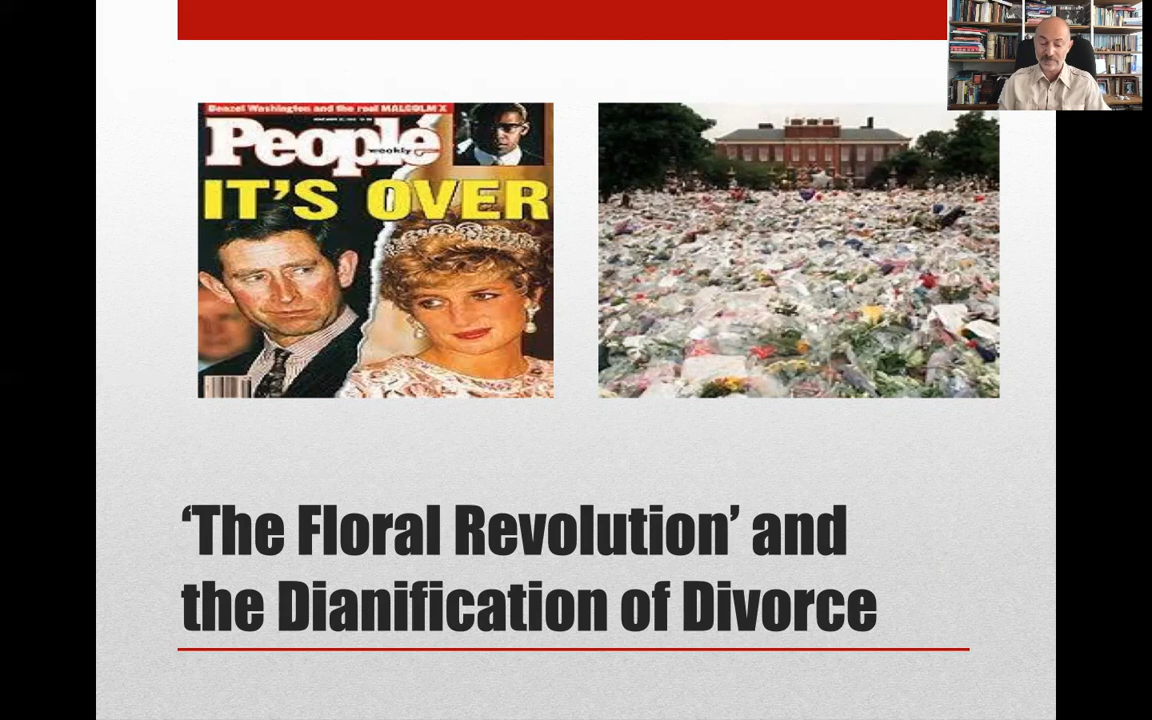 Denzel Washington and the real MALCOLM X
People
weekly
IT'S OVER
‘The Floral Revolution’ and
the Dianification of Divorce